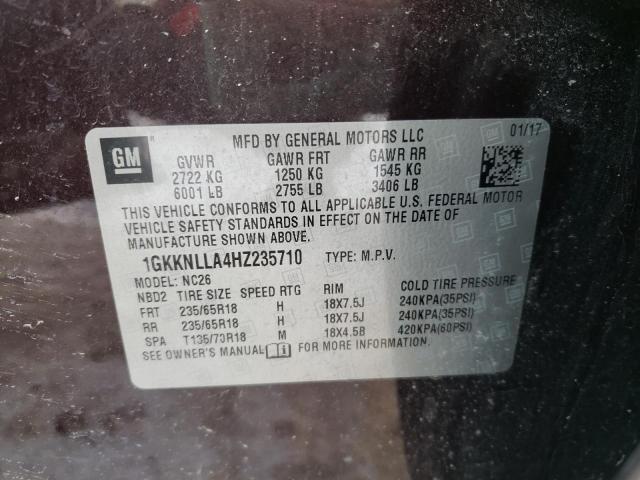 GM
MFD BY GENERAL MOTORS LLC
01/17
GVWR GAWR FRT GAWR RR
2722 KG 1250 KG 1545 KG
6001 LB 2755 LB 3406 LB
THIS VEHICLE CONFORMS TO ALL APPLICABLE U.S. FEDERAL MOTOR
VEHICLE SAFETY STANDARDS IN EFFECT ON THE DATE OF
MANUFACTURE SHOWN ABOVE.
1GKKNLLA4HZ235710 TYPE: M.P.V.
MODEL: NC26
NBD2 TIRE SIZE SPEED RTG RIM COLD TIRE PRESSURE
FRT 235/65R18 H 18X7.5J 240KPA(35PSI)
RR 235/65R18 H 18X7.5J 240KPA(35PSI)
SPA T135/70R18 M 18X4.5B 420KPA(60PSI)
SEE OWNER'S MANUAL FOR MORE INFORMATION.